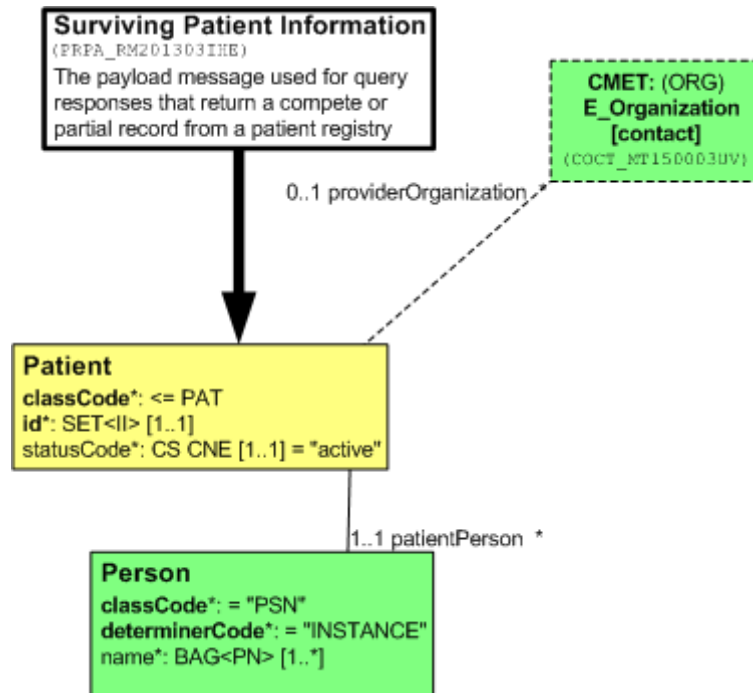 Surviving Patient Information
(PRPA_RM201303IHE)
The payload message used for query
responses that return a compete or
partial record from a patient registry
CMET: (ORG)
E_Organization
[contact]
(COCT_MT150003UV)
0..1 providerOrganization *
Patient
classCode*: <= PAT
id*: SET<II> [1..1]
statusCode*: CS CNE [1..1] = "active"
1..1 patientPerson *
Person
classCode*: = "PSN"
determinerCode*: = "INSTANCE"
name*: BAG<PN> [1..*]